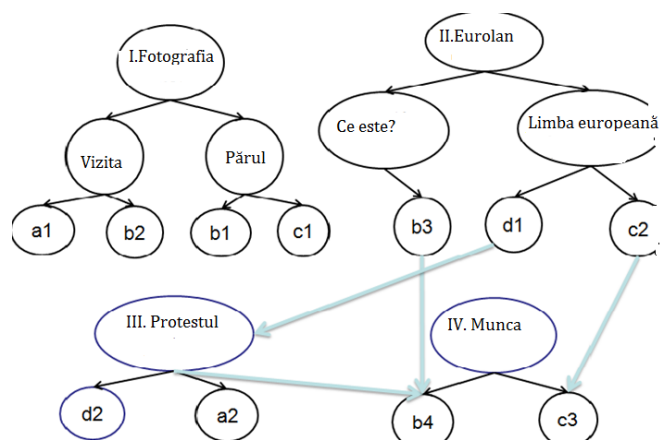 I.Fotografia
II.Eurolan
Vizita
Părul
Ce este?
Limba europeană
a1
b2
b1
c1
b3
d1
c2
III. Protestul
IV. Munca
d2
a2
b4
c3